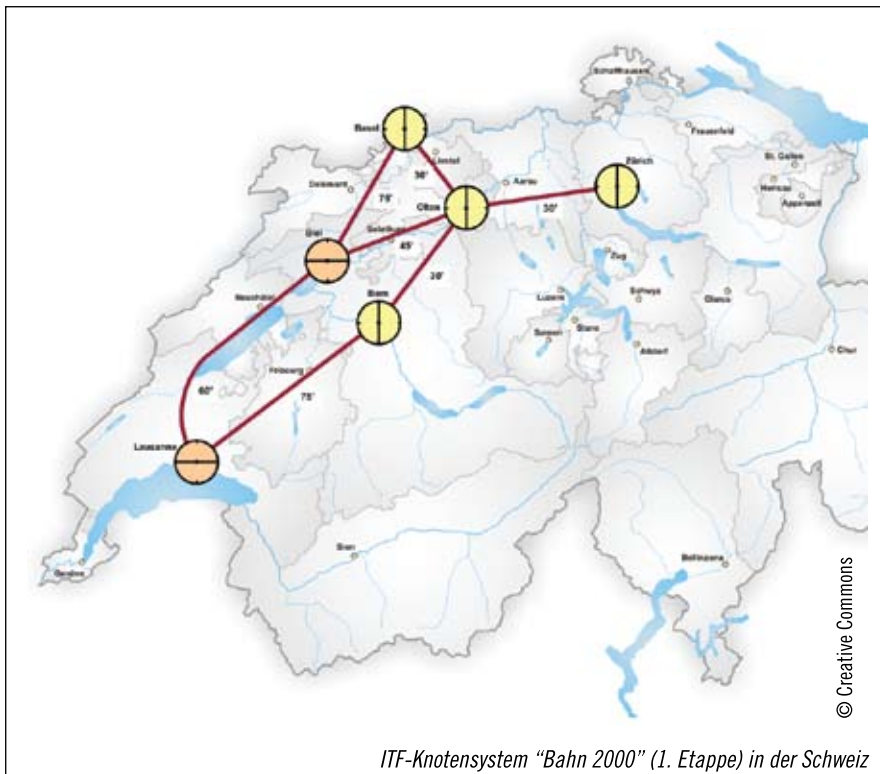 Schaffhausen
Basel
Liestal
Frauenfeld
Zürich
St. Gallen
Herisau
Appenzell
Delemont
30'
Aarau
75'
Olten
30'
Biel
Solothurn
45'
Zug
30'
Bern
Luzern
Schwyz
Glarus
Neuchâtel
Sarnen
Stans
Altdorf
Chur
Fribourg
60'
75'
Lausanne
Sion
Bellinzona
Genève
© Creative Commons
ITF-Knotensystem “Bahn 2000” (1. Etappe) in der Schweiz